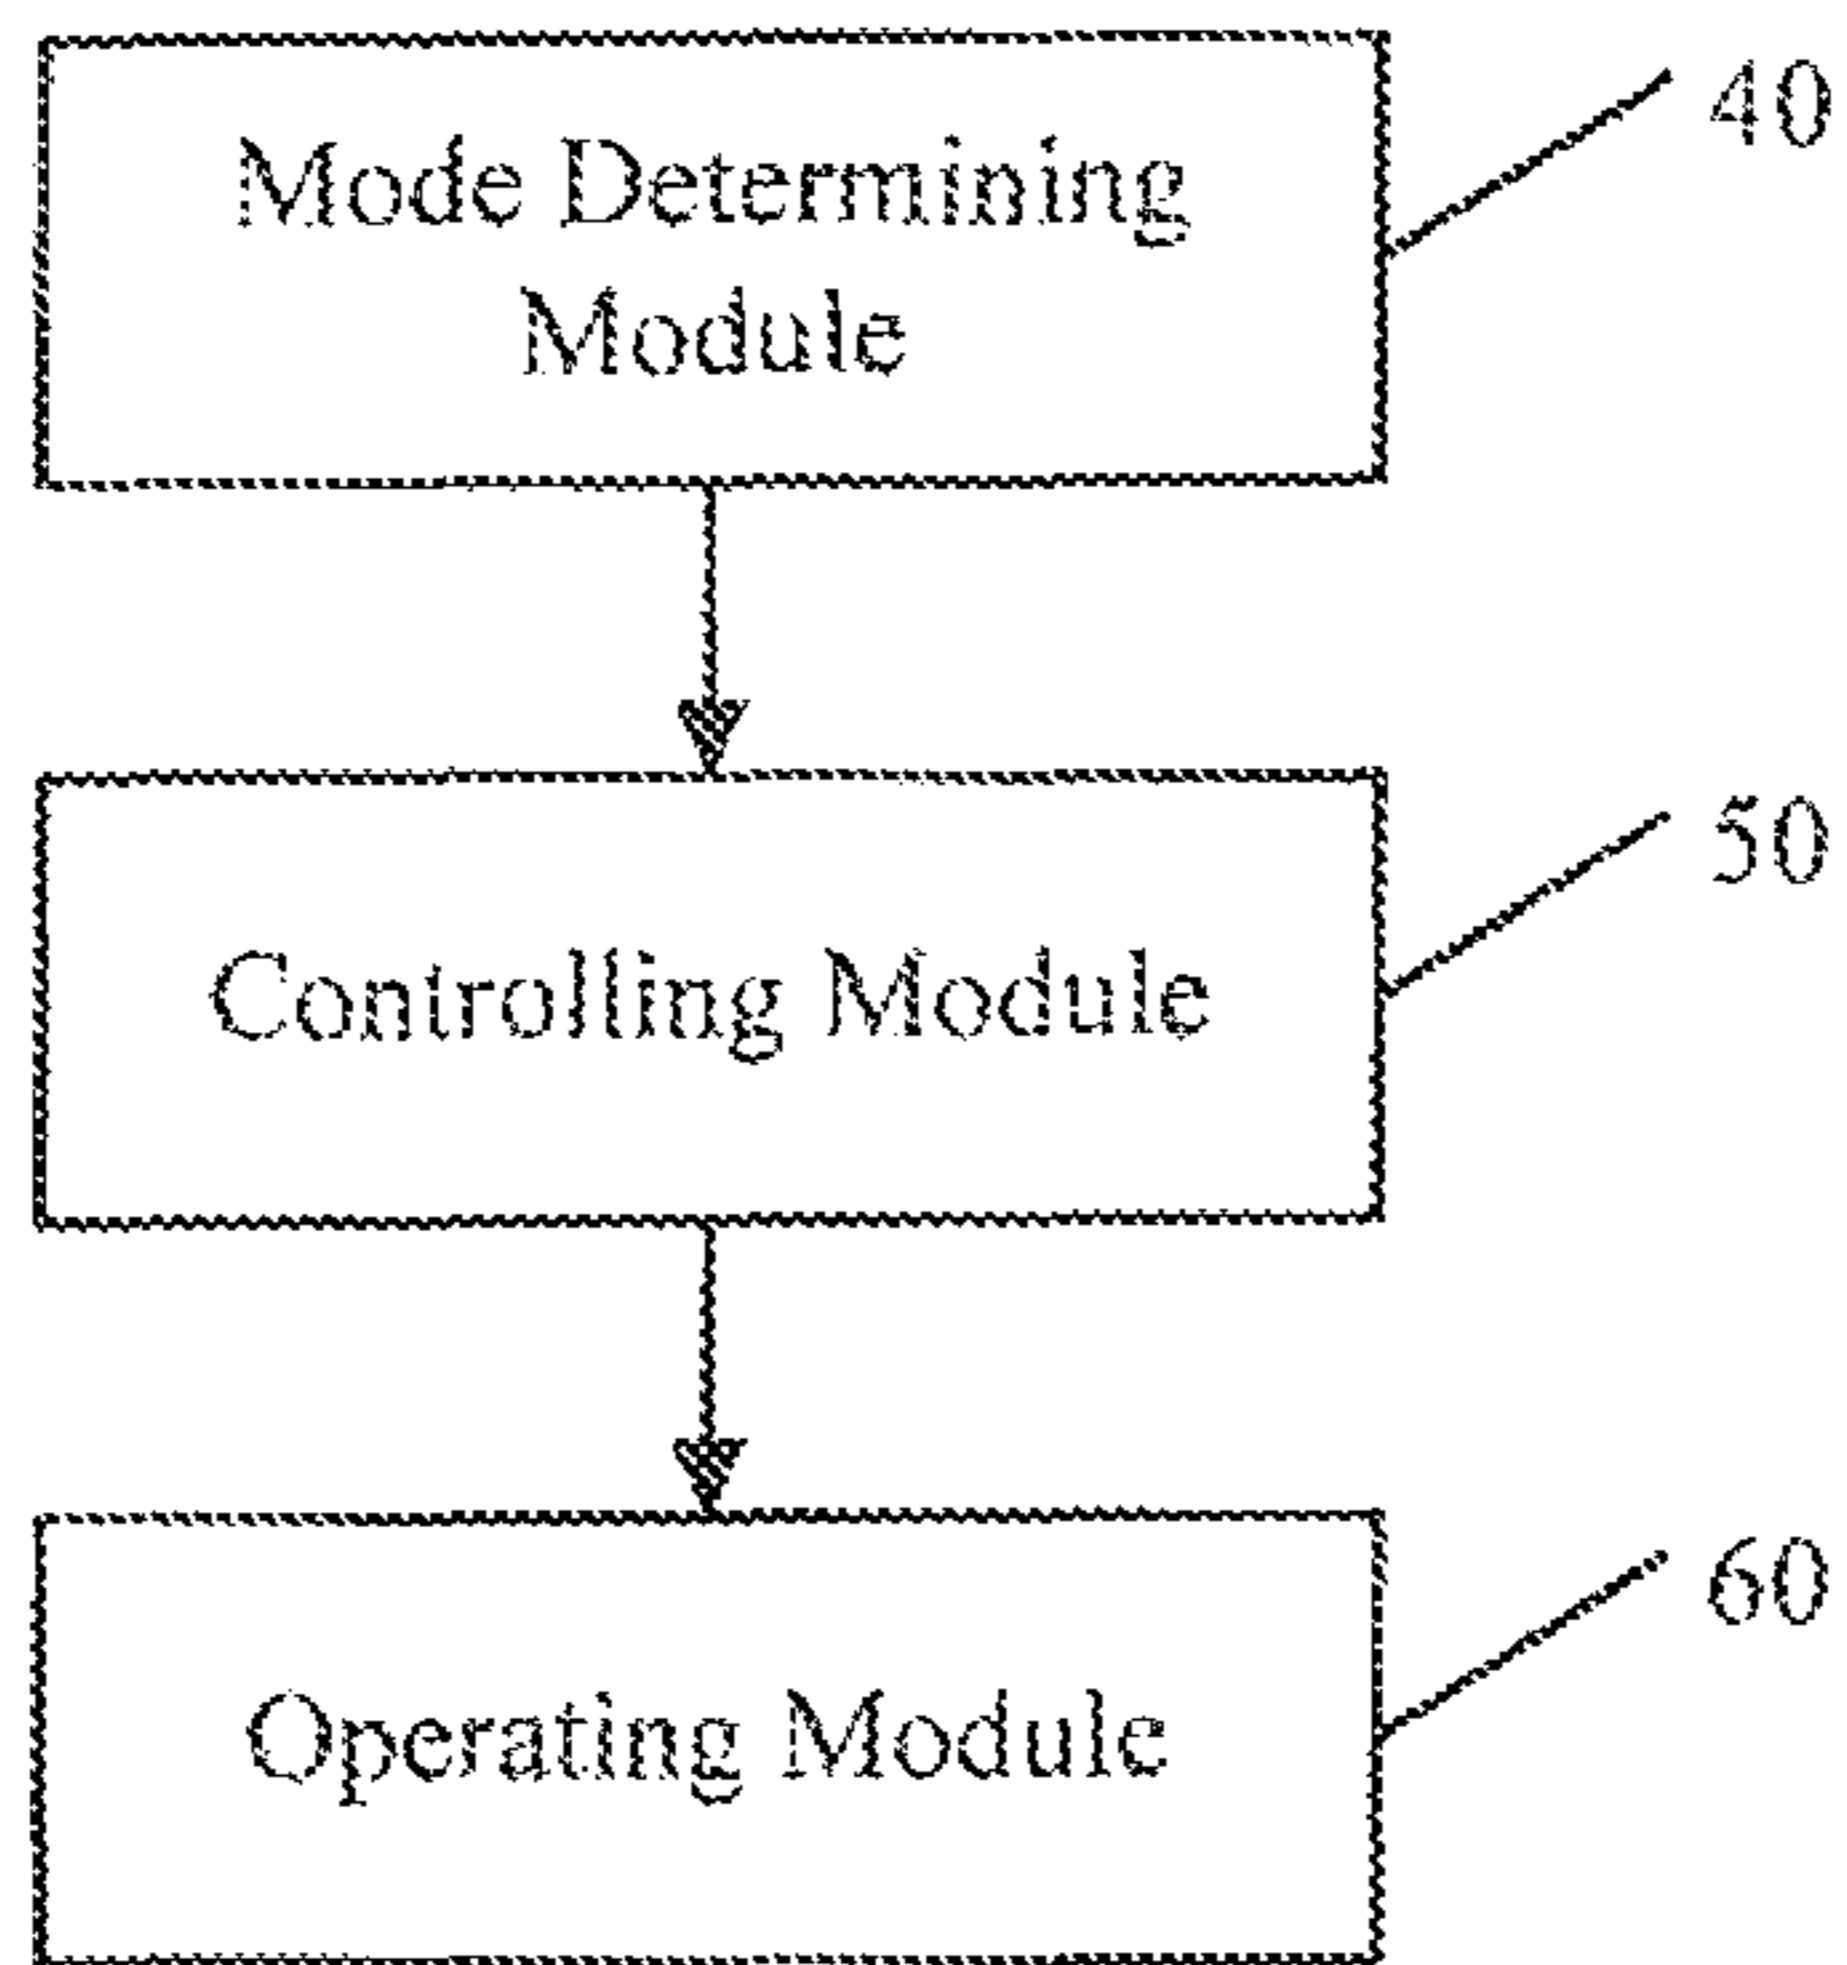 Mode Determining
Module
40
Controlling Module
50
Operating Module
60